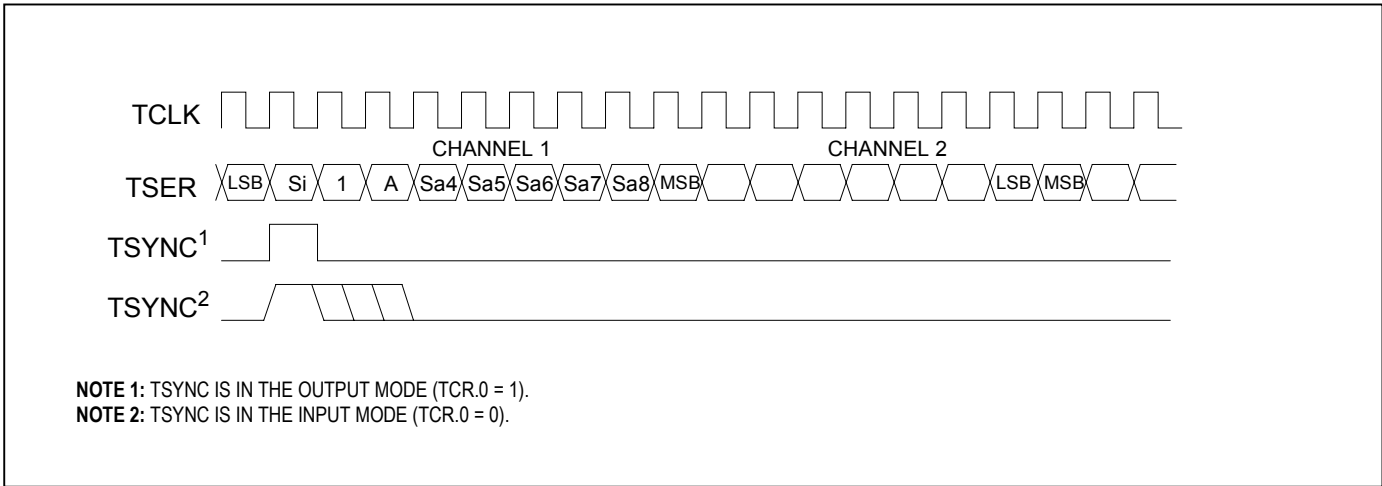 TCLK
CHANNEL 1 CHANNEL 2
TSER LSB Si 1 A Sa4 Sa5 Sa6 Sa7 Sa8 MSB LSB MSB
TSYNC1
TSYNC2
NOTE 1: TSYNC IS IN THE OUTPUT MODE (TCR.0 = 1).
NOTE 2: TSYNC IS IN THE INPUT MODE (TCR.0 = 0).